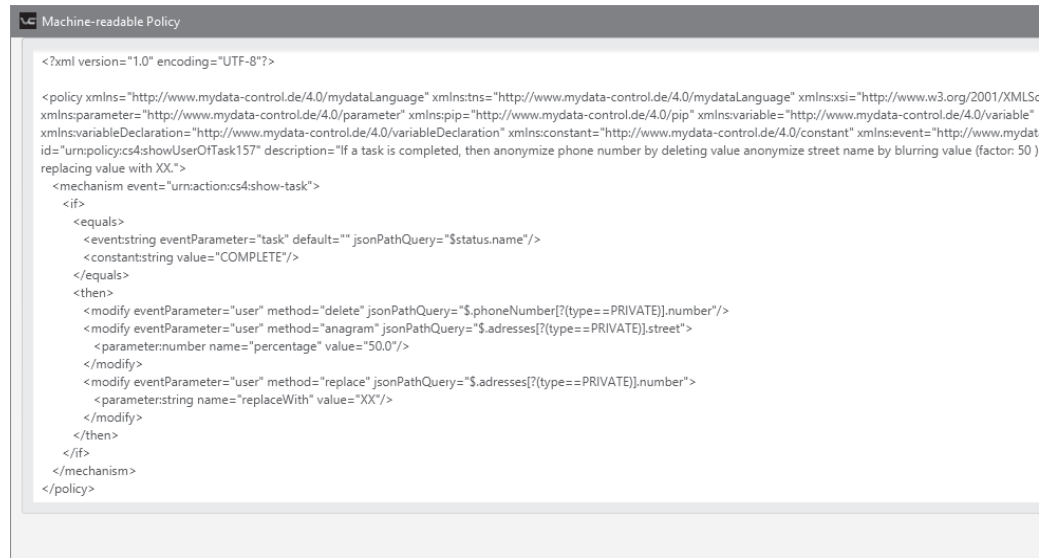 Machine-readable Policy
<?xml version="1.0" encoding="UTF-8"?>
<policy xmlns="http://www.mydata-control.de/4.0/mydataLanguage" xmlns:tns="http://www.mydata-control.de/4.0/mydataLanguage" xmlns:xsi="http://www.w3.org/2001/XMLSc
xmlns:parameter="http://www.mydata-control.de/4.0/parameter" xmlns:pip="http://www.mydata-control.de/4.0/pip" xmlns:variable="http://www.mydata-control.de/4.0/variable"
xmlns:variableDeclaration="http://www.mydata-control.de/4.0/variableDeclaration" xmlns:constant="http://www.mydata-control.de/4.0/constant" xmlns:event="http://www.mydat
id="urn:policy:cs4:showUserOfTask157" description="If a task is completed, then anonymize phone number by deleting value anonymize street name by blurring value (factor: 50 )
replacing value with XX.">
<mechanism event="urn:action:cs4:show-task">
<if>
<equals>
<event:string eventParameter="task" default="" jsonPathQuery="$status.name"/>
<constant:string value="COMPLETE"/>
</equals>
<then>
<modify eventParameter="user" method="delete" jsonPathQuery="$.phoneNumber[?(type==PRIVATE)].number"/>
<modify eventParameter="user" method="anagram" jsonPathQuery="$.adresses[?(type==PRIVATE)].street">
<parameter:number name="percentage" value="50.0"/>
</modify>
<modify eventParameter="user" method="replace" jsonPathQuery="$.adresses[?(type==PRIVATE)].number">
<parameter:string name="replaceWith" value="XX"/>
</modify>
</then>
</if>
</mechanism>
</policy>